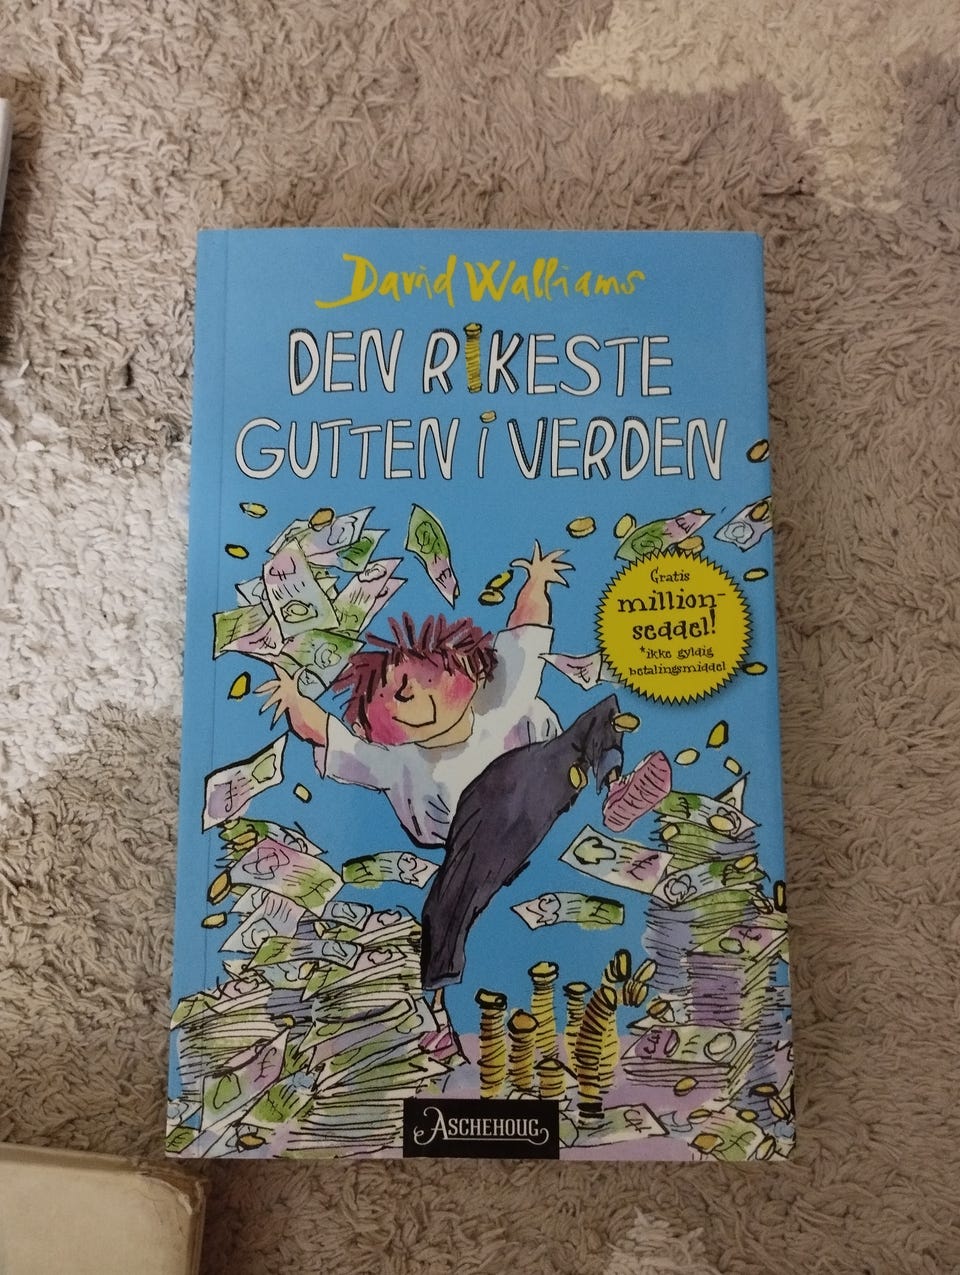 David Walliams
DEN RIKESTE
GUTTEN i VERDEN
Gratis
million-
seddel!
*ikke gyldig
betalingsmiddel
ASCHEHOUG